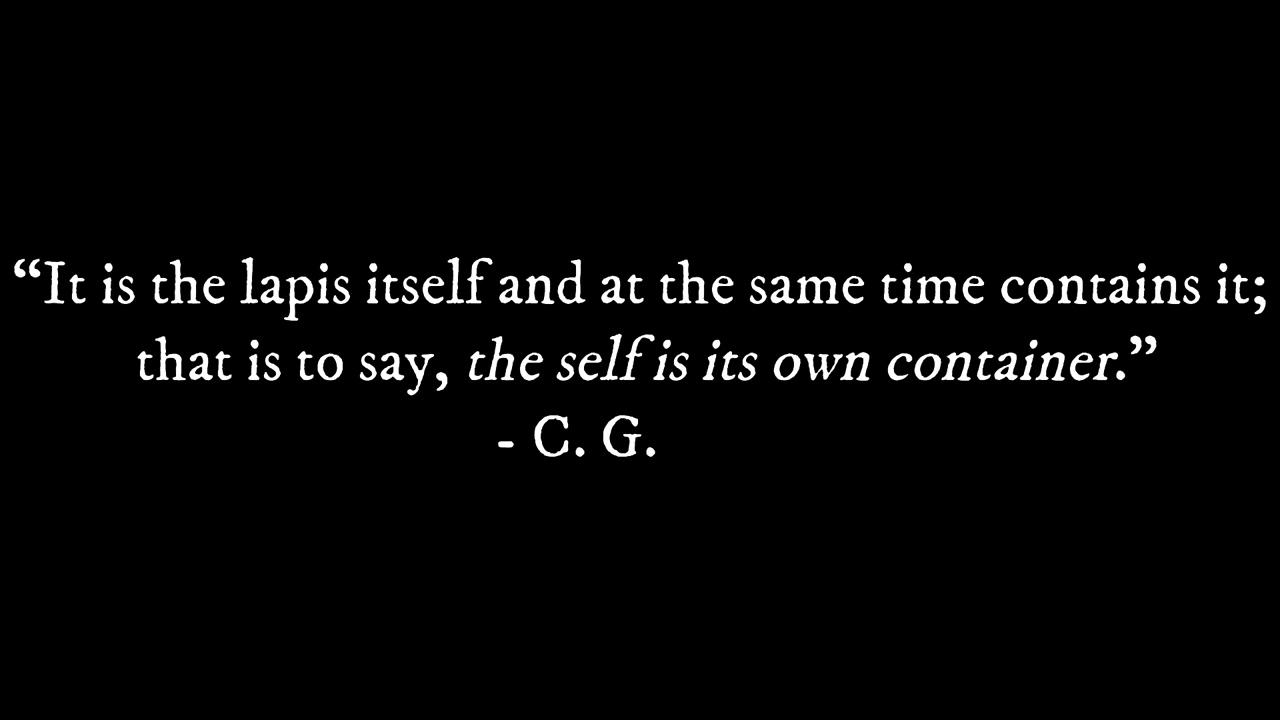 “It is the lapis itself and at the same time contains it;
that is to say, the self is its own container.”
- C. G.